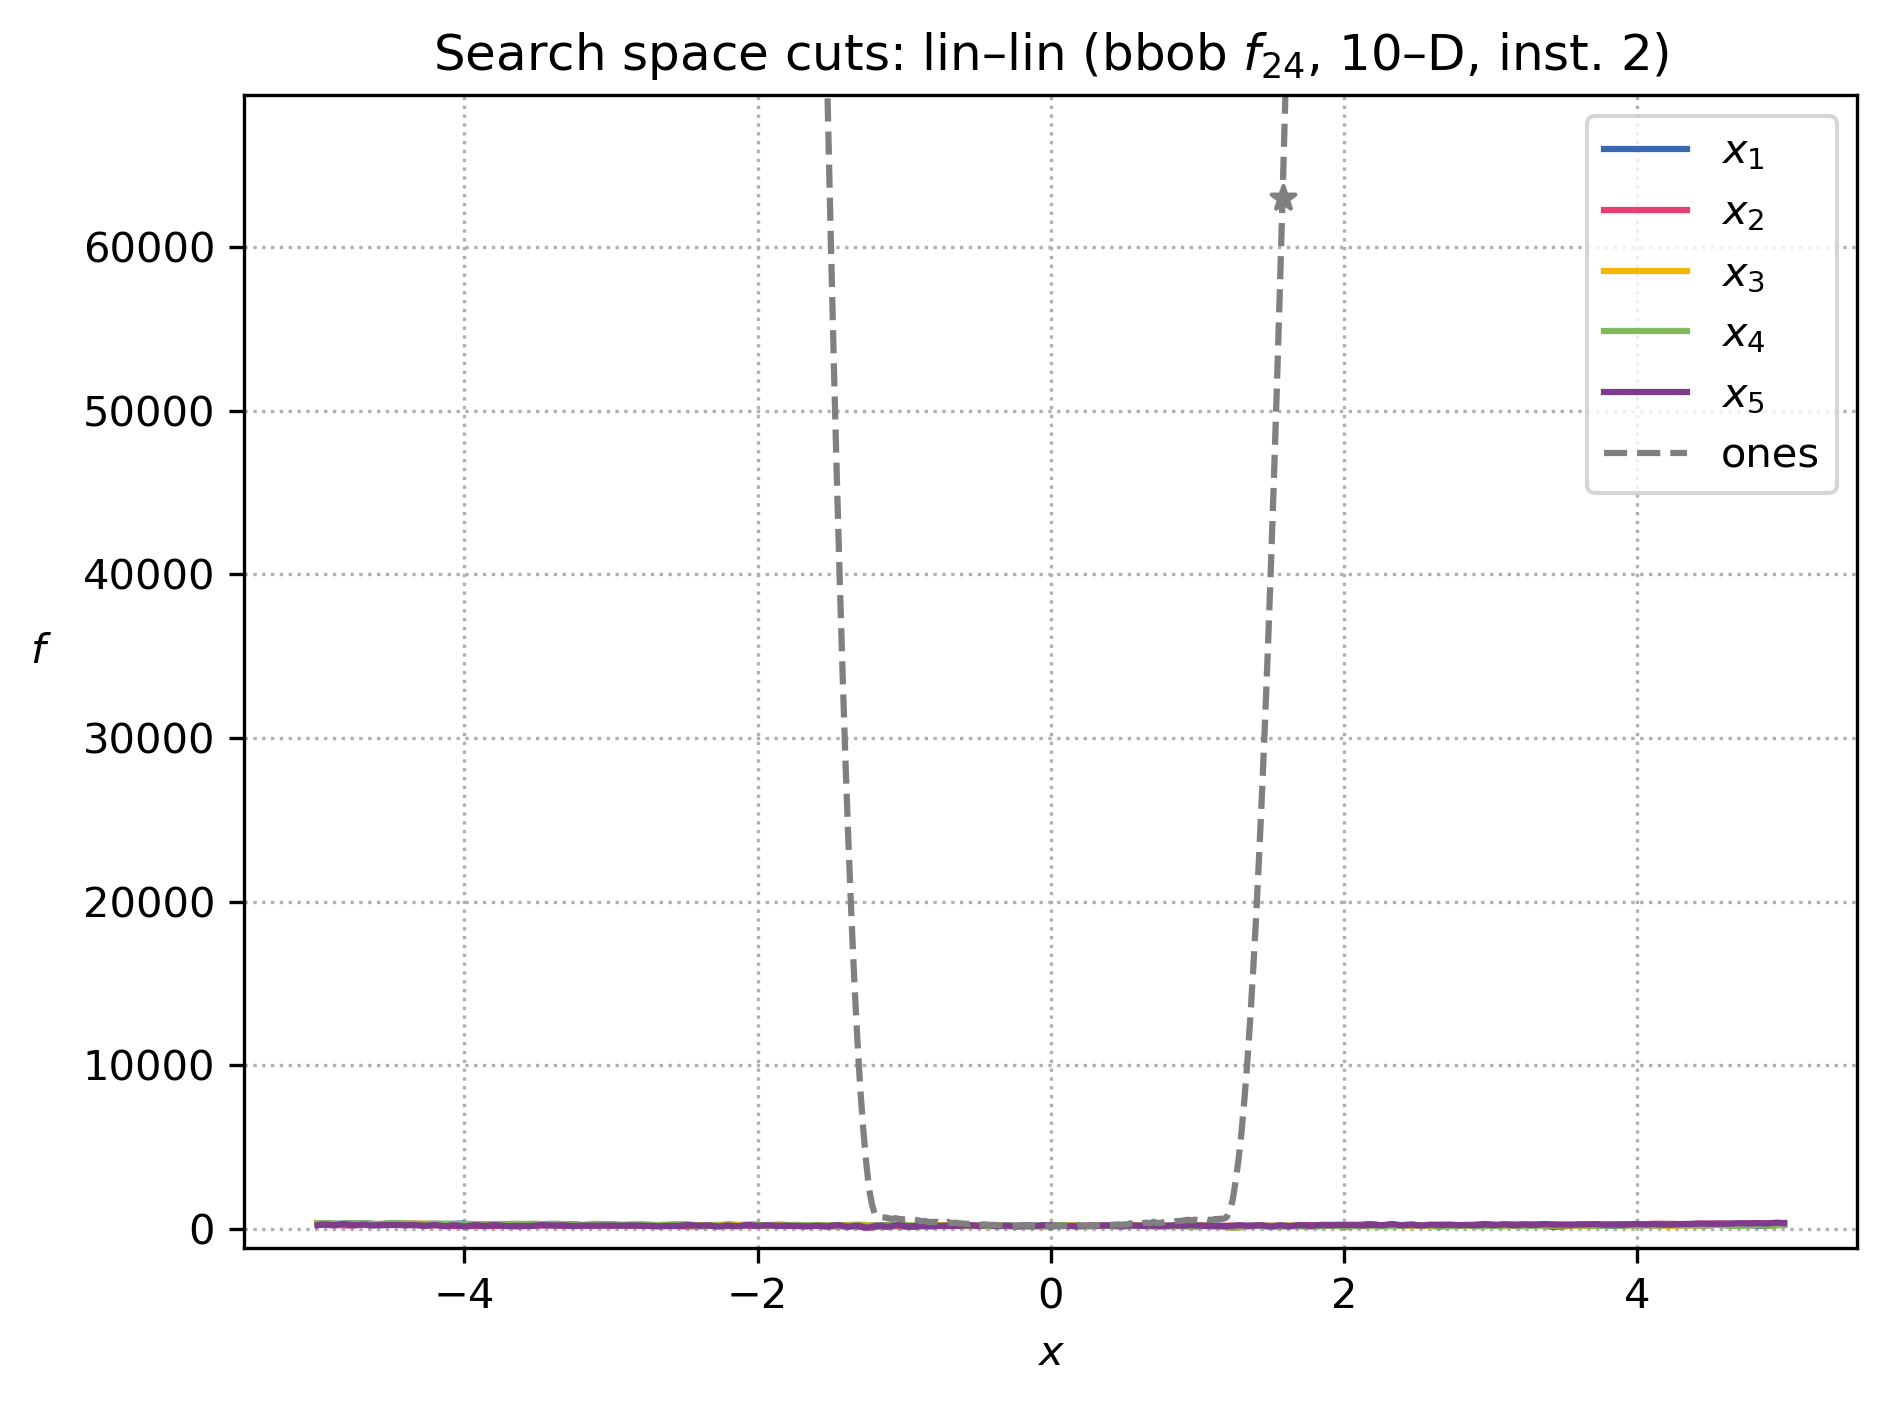 Search space cuts: lin–lin (bbob f₂₄, 10–D, inst. 2)
x₁
x₂
x₃
x₄
x₅
ones
60000
50000
40000
30000
20000
10000
0
f
−4
−2
0
2
4
x